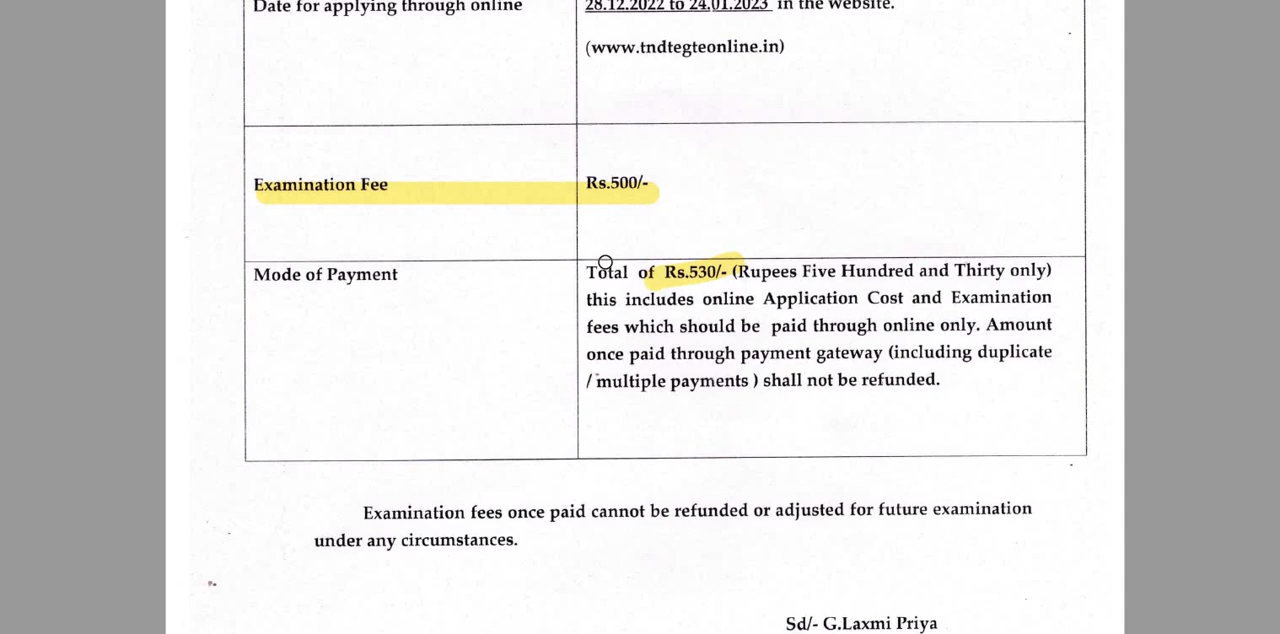 Date for applying through online
28.12.2022 to 24.01.2023 in the website.
(www.tndtegteonline.in)
Examination Fee
Rs.500/-
Mode of Payment
Total of Rs.530/- (Rupees Five Hundred and Thirty only)
this includes online Application Cost and Examination
fees which should be paid through online only. Amount
once paid through payment gateway (including duplicate
/ multiple payments ) shall not be refunded.
Examination fees once paid cannot be refunded or adjusted for future examination
under any circumstances.
Sd/- G.Laxmi Priya